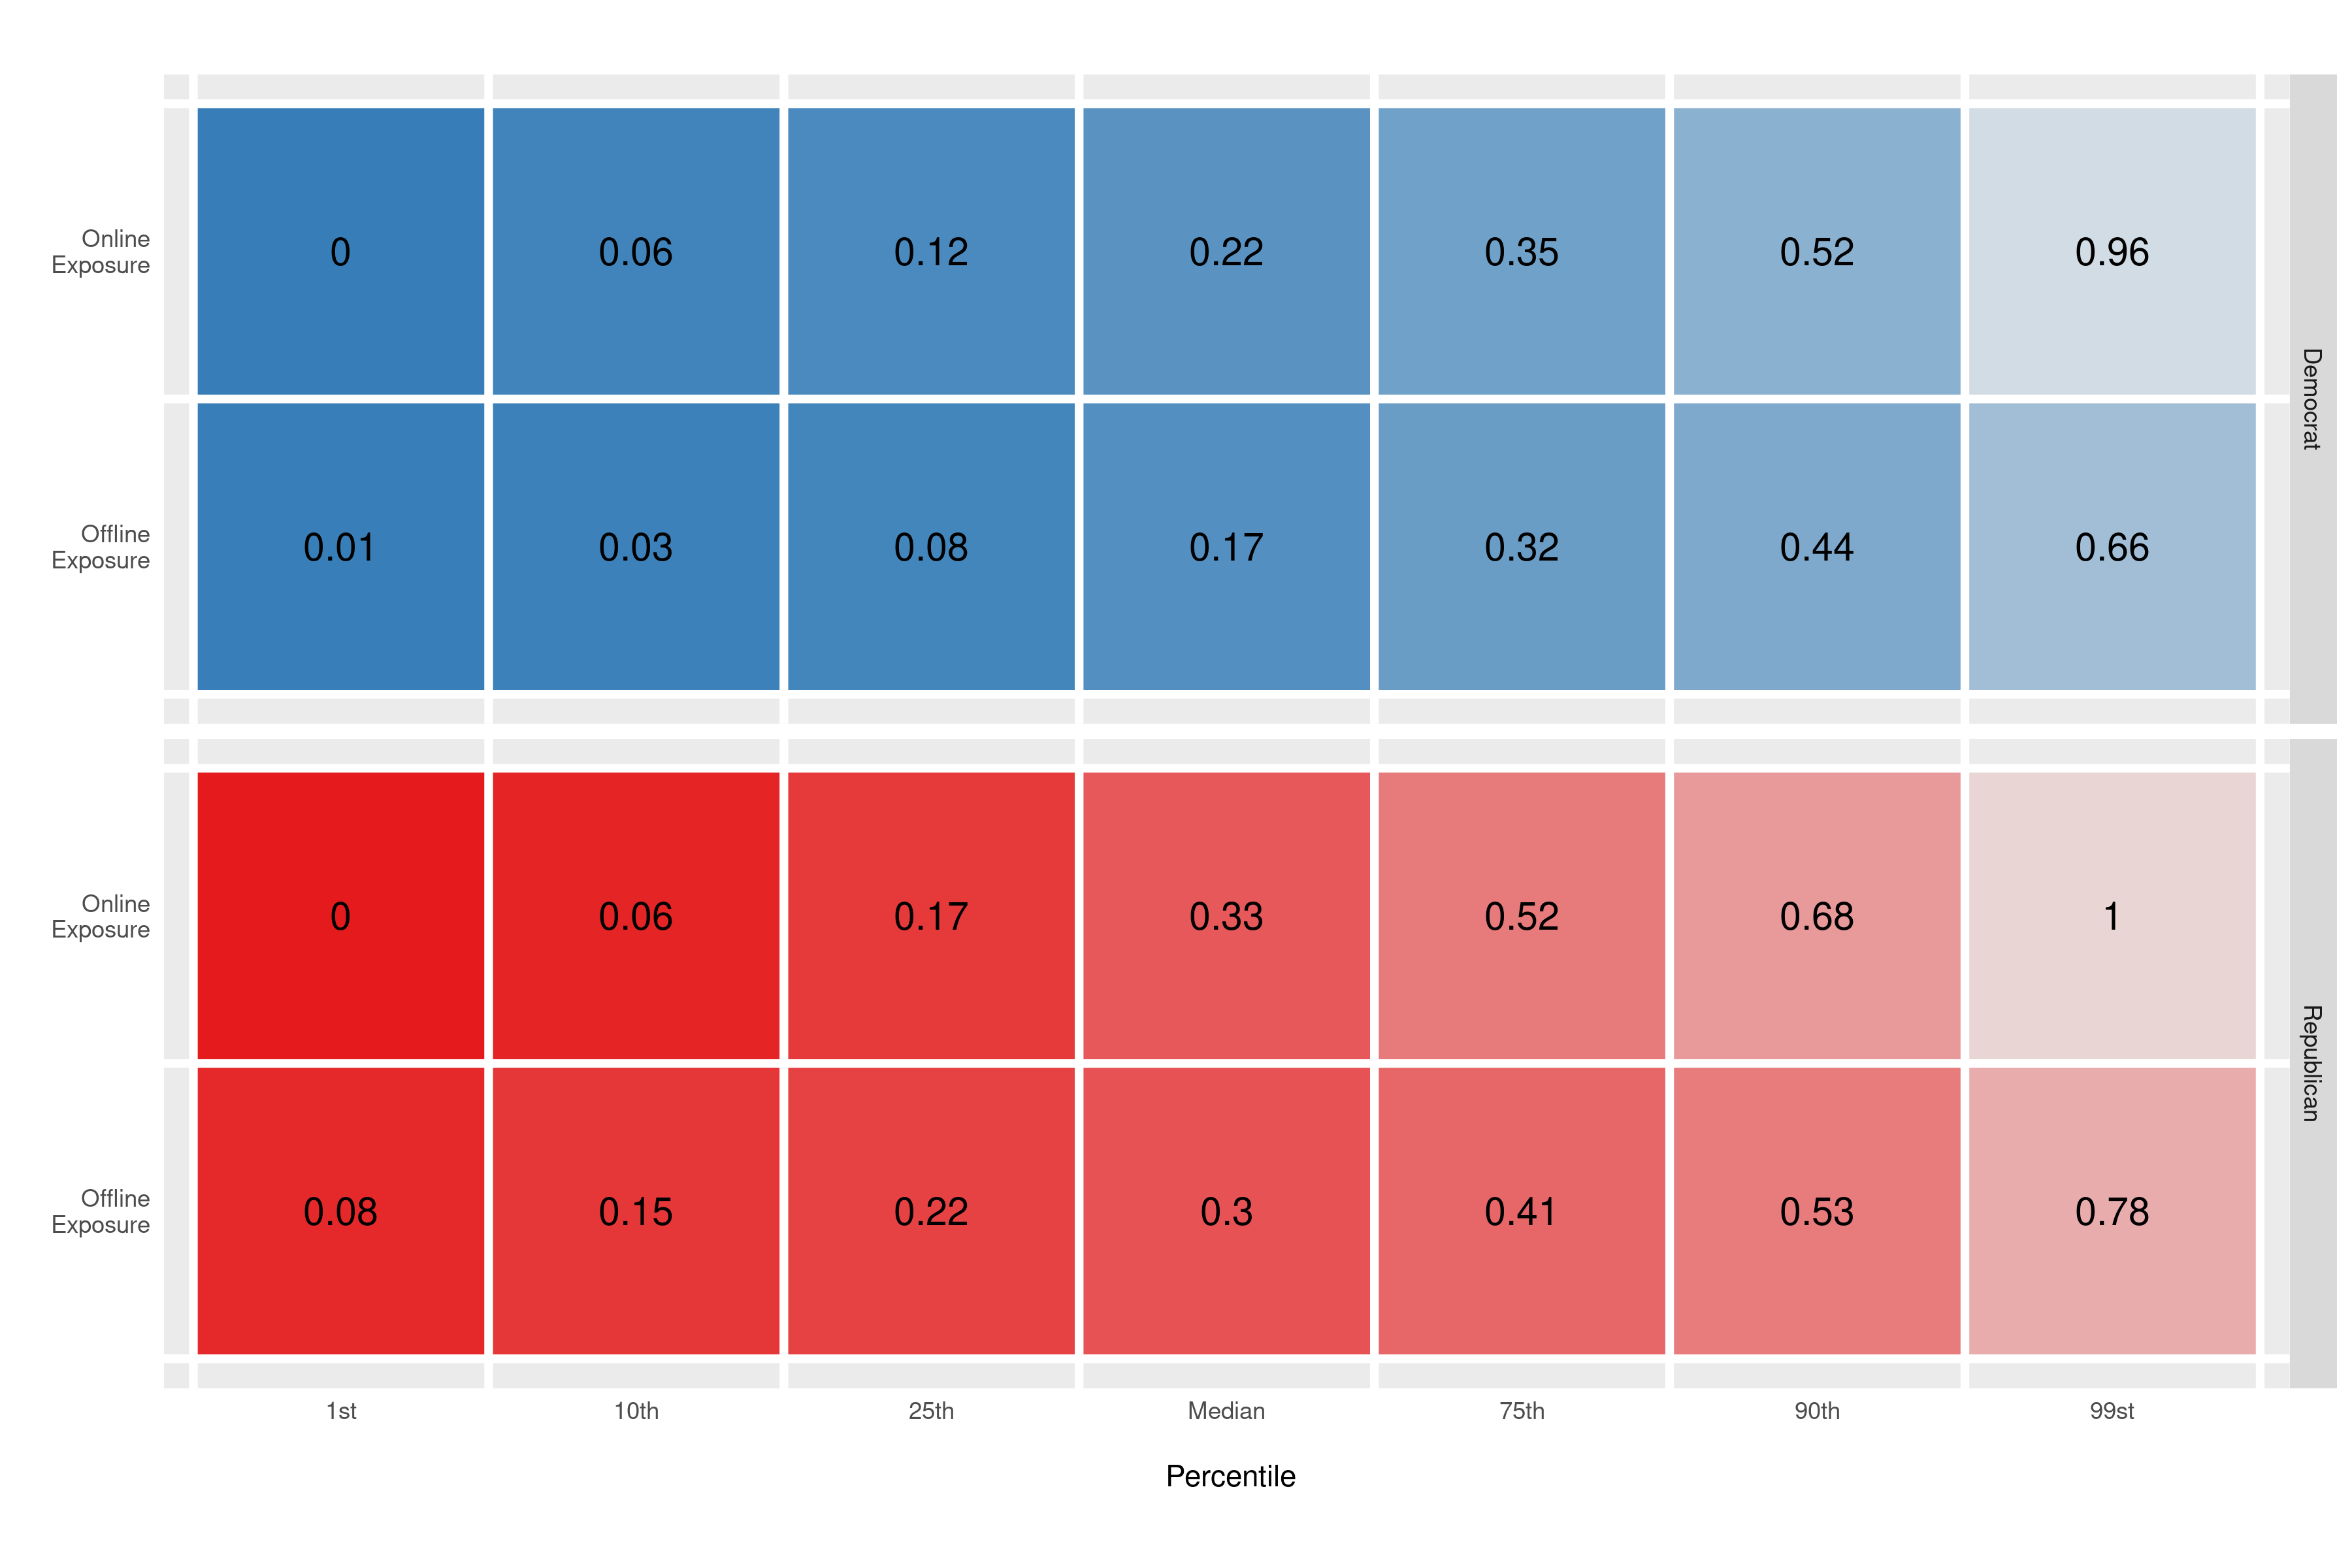 Online
Exposure
0 0.06 0.12 0.22 0.35 0.52 0.96
Offline
Exposure
0.01 0.03 0.08 0.17 0.32 0.44 0.66
Democrat
Online
Exposure
0 0.06 0.17 0.33 0.52 0.68 1
Offline
Exposure
0.08 0.15 0.22 0.3 0.41 0.53 0.78
Republican
1st 10th 25th Median 75th 90th 99st
Percentile